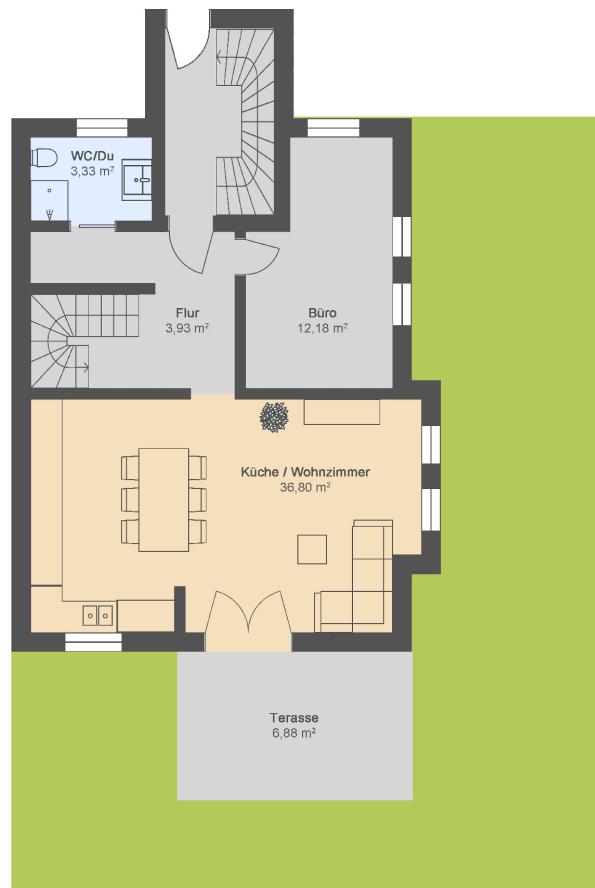 WC/Du
3,33 m²
Flur
3,93 m²
Büro
12,18 m²
Küche / Wohnzimmer
36,80 m²
Terasse
6,88 m²